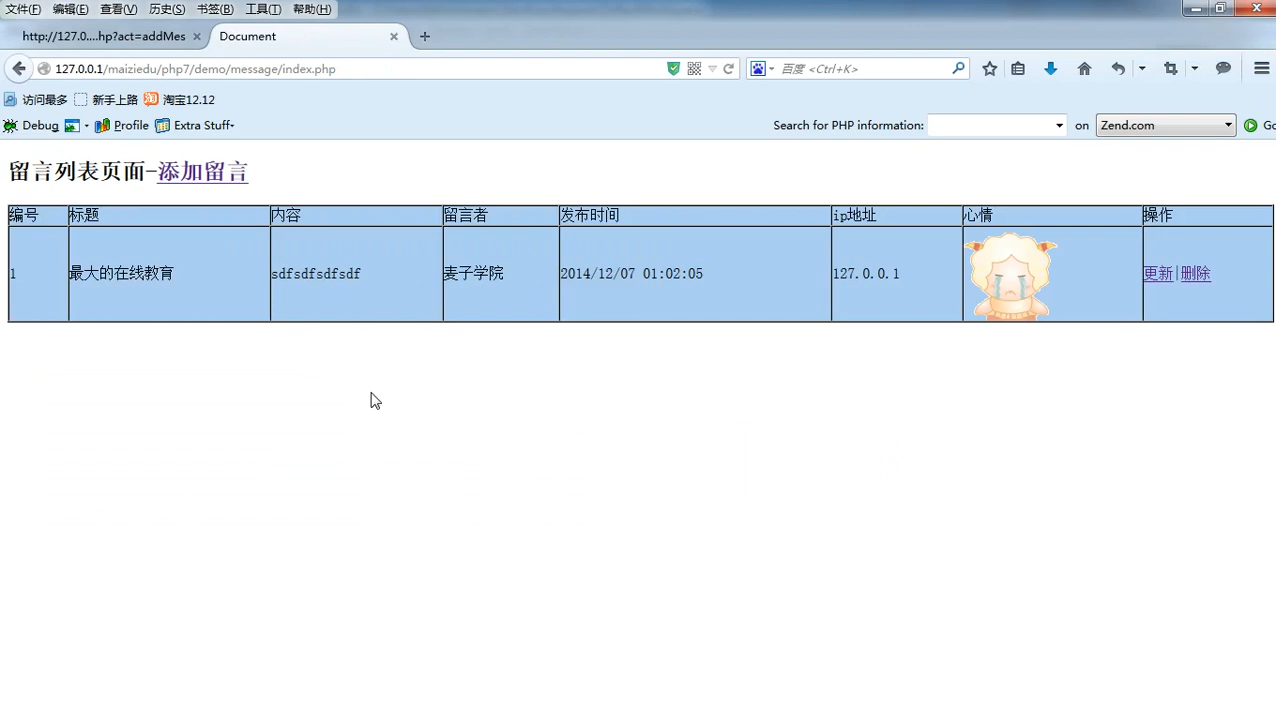 文件(F) 编辑(E) 查看(V) 历史(S) 书签(B) 工具(T) 帮助(H)
http://127.0....hp?act=addMes × Document × +
127.0.0.1/maiziedu/php7/demo/message/index.php 百度 <Ctrl+K>
访问最多 新手上路 淘宝12.12
Debug Profile Extra Stuff Search for PHP information: on Zend.com Go
留言列表页面-添加留言
编号 标题 内容 留言者 发布时间 ip地址 心情 操作
1 最大的在线教育 sdfsdfsdfsdf 麦子学院 2014/12/07 01:02:05 127.0.0.1 更新|删除